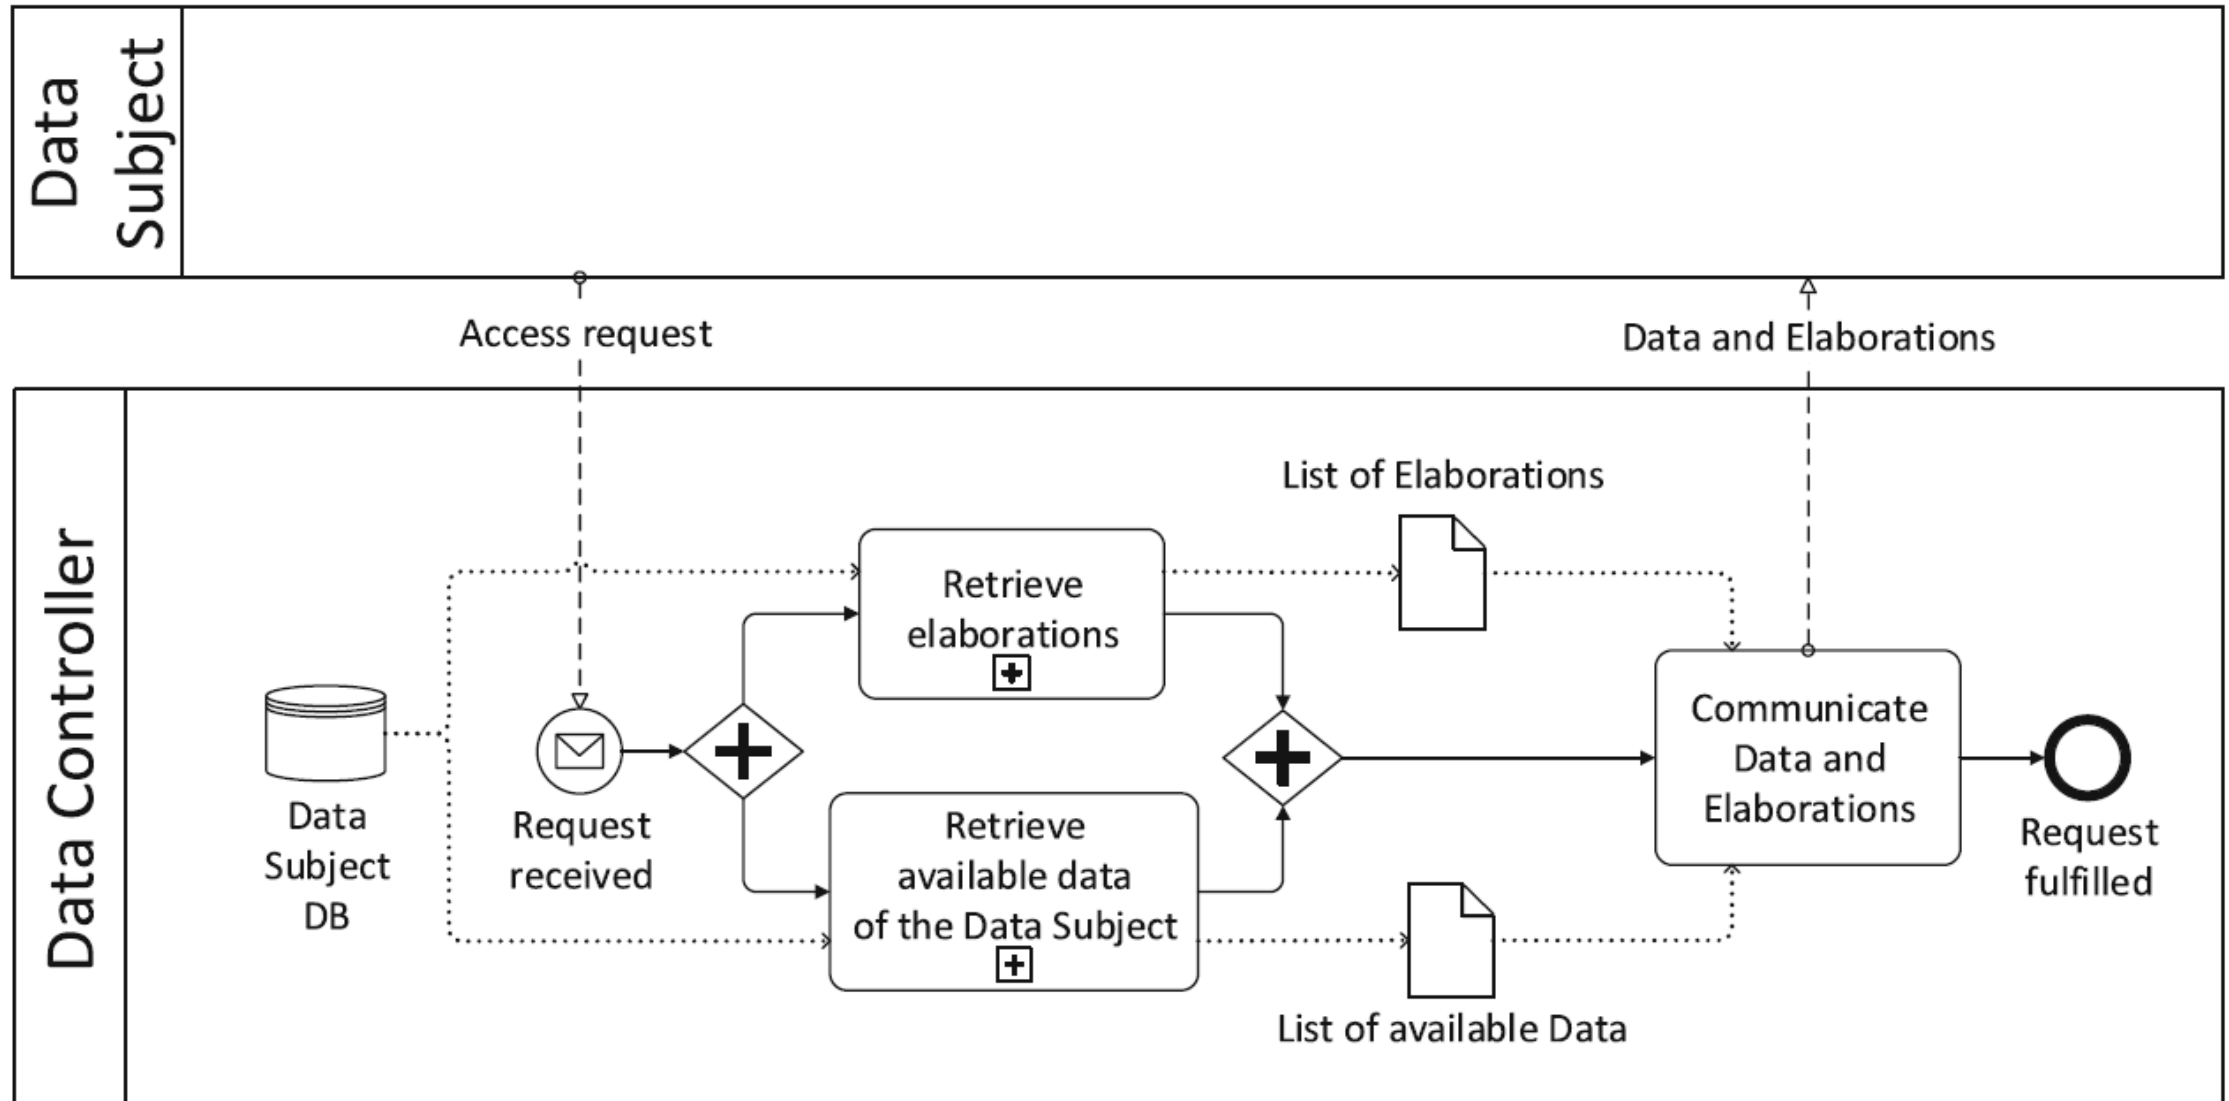 Data
Subject
Access request
Data and Elaborations
Data Controller
List of Elaborations
Retrieve
elaborations
Data
Subject
DB
Request
received
Retrieve
available data
of the Data Subject
Communicate
Data and
Elaborations
Request
fulfilled
List of available Data